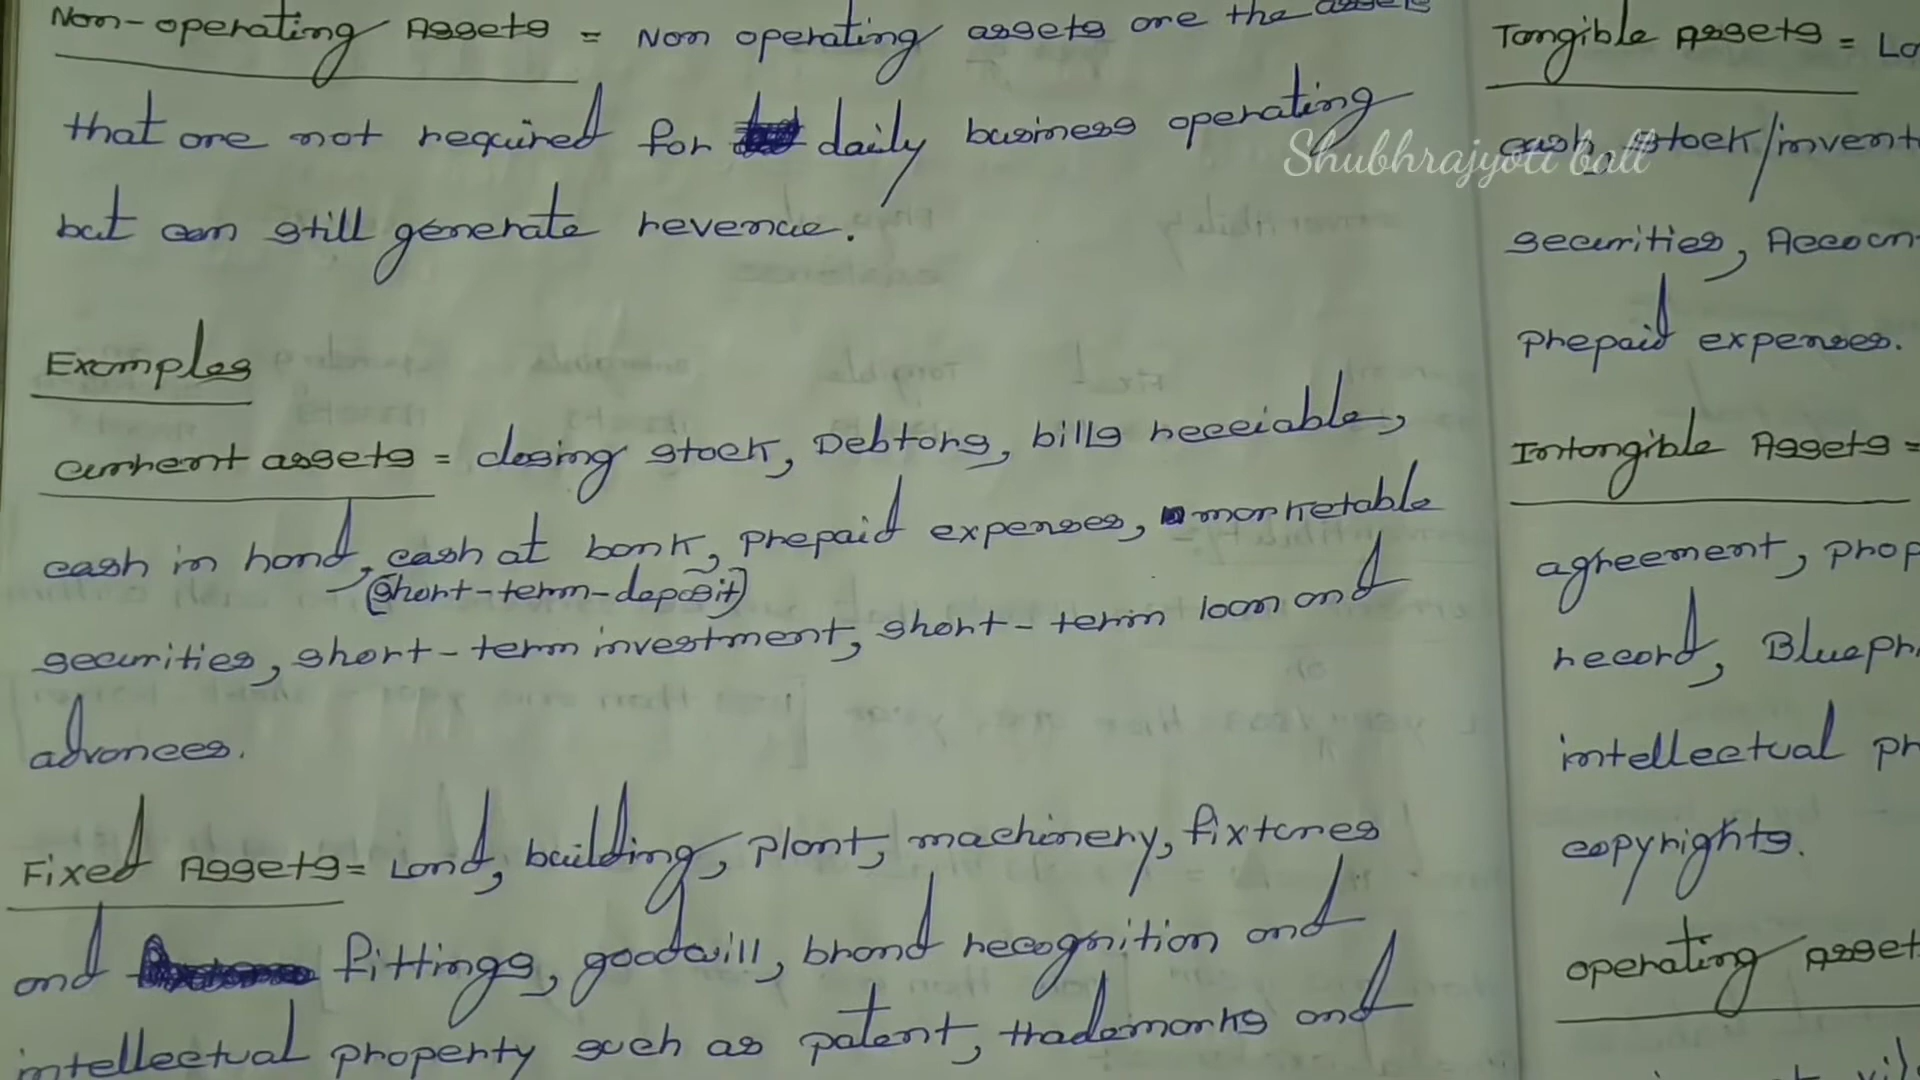 Non-operating Assets = Non operating assets are the assets
that are not required for daily business operating
but can still generate revenue.
Examples
current assets = closing stock, Debtors, bills receciable,
cash in hand, cash at bank, prepaid expenses, marketable
(short-term-deposit)
securities, short-term investment, short-term loan and
advances.
Fixed Assets = Land, building, plant, machinery, fixtures
and fittings, goodwill, brand recognition and
intellectual property such as patent, trademarks and
Tangible Assets = La
cash, stock/invent
securities, Accoun
prepaid expenses.
Intangible Assets =
agreement, prop
record, Bluepr
intellectual pr
copyrights.
operating Asset
Shubhrajyoti ball